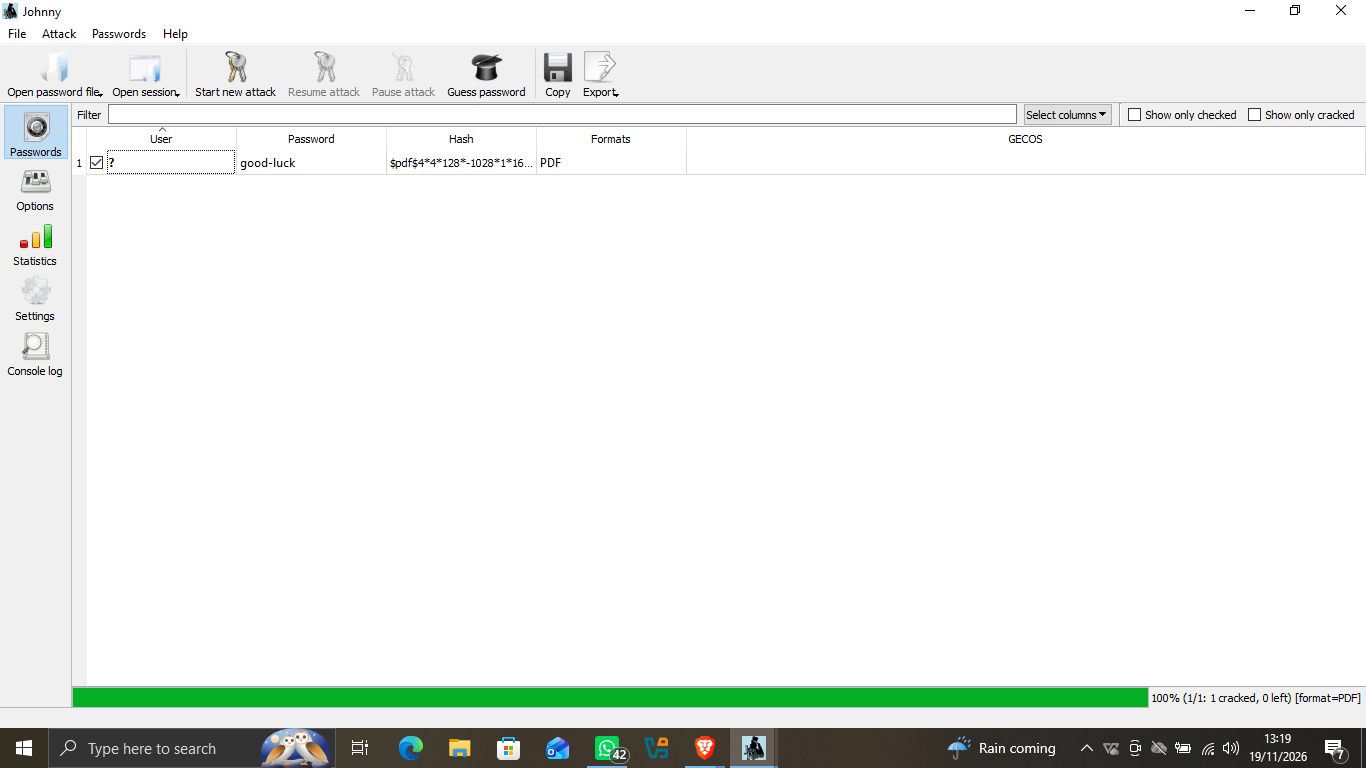 Johnny
File Attack Passwords Help
Open password file Open session Start new attack Resume attack Pause attack Guess password Copy Export
Filter Select columns Show only checked Show only cracked
Passwords
Options
Statistics
Settings
Console log
User Password Hash Formats GECOS
1 ? good-luck $pdf$4*4*128*-1028*1*16... PDF
100% (1/1: 1 cracked, 0 left) [format=PDF]
Type here to search 42 Rain coming 13:19
19/11/2026 7